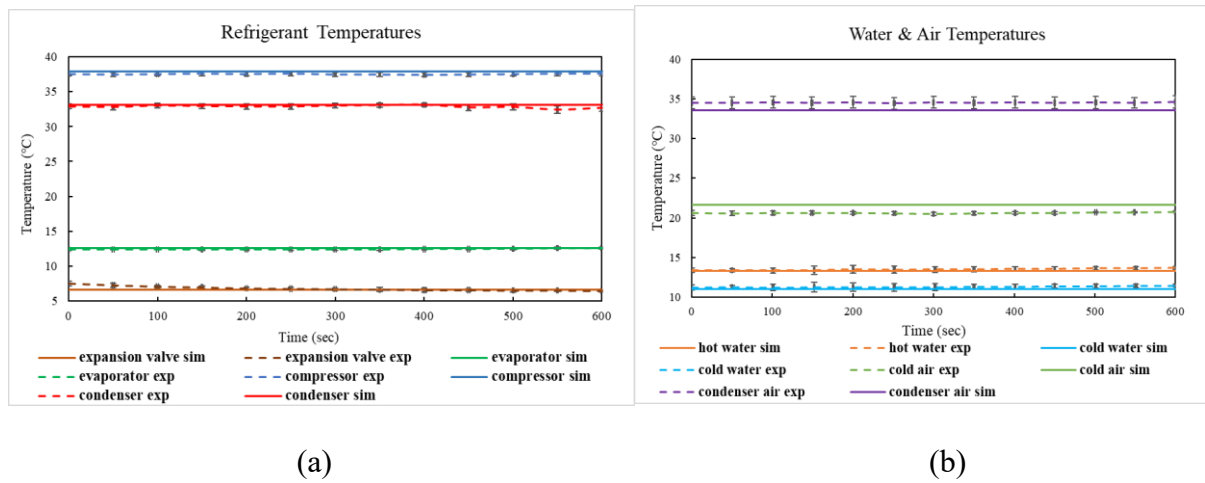 Refrigerant Temperatures
40
35
30
25
20
15
10
5
Temperature (°C)
0 100 200 300 400 500 600
Time (sec)
expansion valve sim expansion valve exp evaporator sim
evaporator exp compressor exp compressor sim
condenser exp condenser sim
(a)
Water & Air Temperatures
40
35
30
25
20
15
10
Temperature (°C)
0 100 200 300 400 500 600
Time (sec)
hot water sim hot water exp cold water sim
cold water exp cold air exp cold air sim
condenser air exp condenser air sim
(b)